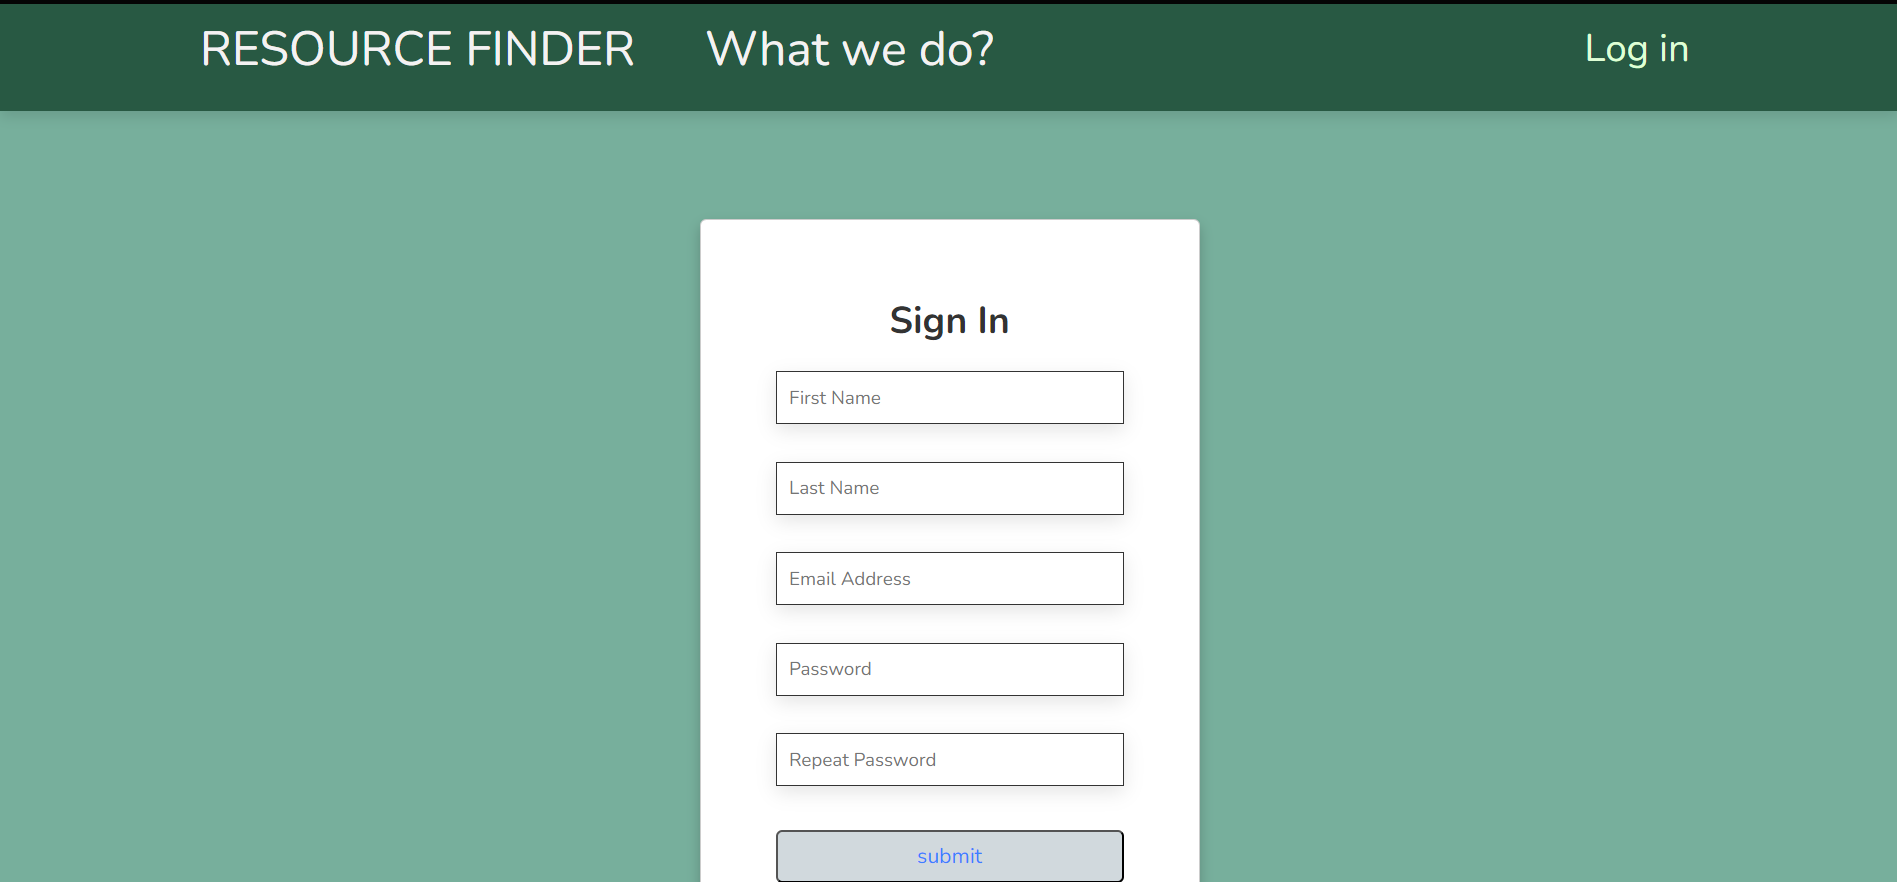 RESOURCE FINDER What we do? Log in
Sign In
First Name
Last Name
Email Address
Password
Repeat Password
submit